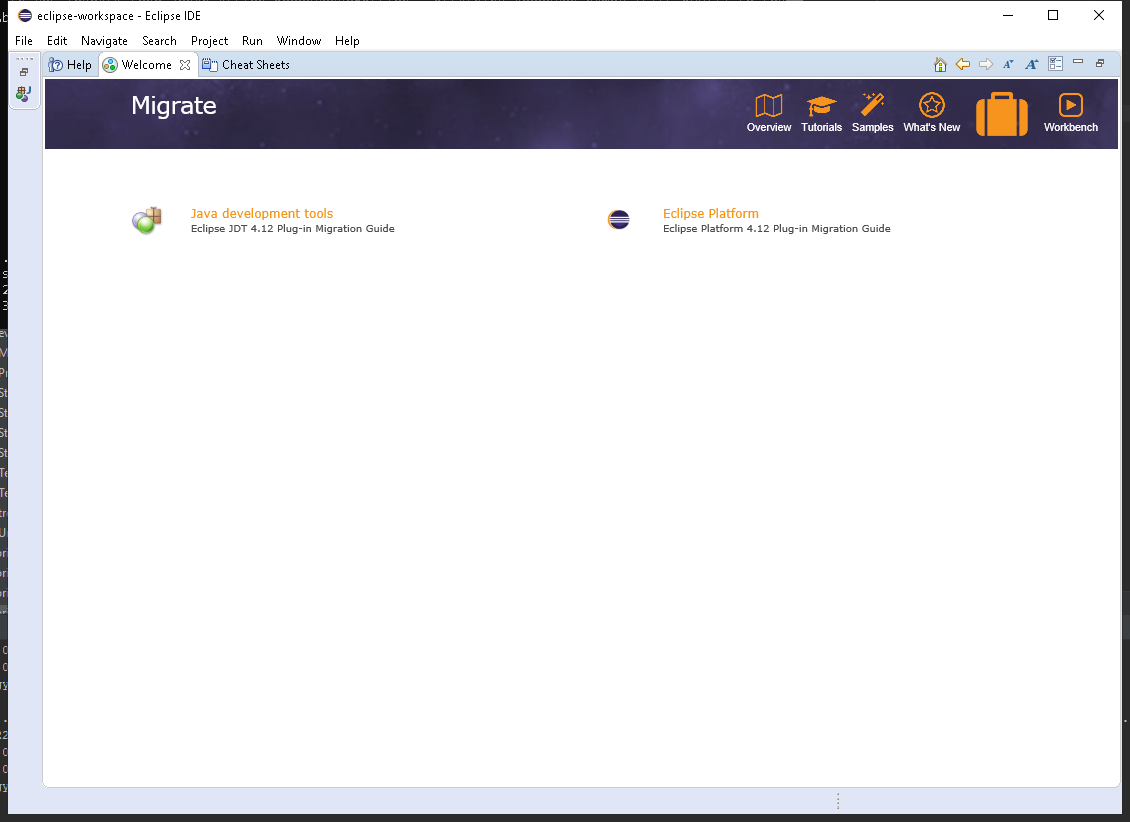 eclipse-workspace - Eclipse IDE
File Edit Navigate Search Project Run Window Help
Help Welcome Cheat Sheets
Migrate
Overview Tutorials Samples What's New Workbench
Java development tools
Eclipse JDT 4.12 Plug-in Migration Guide
Eclipse Platform
Eclipse Platform 4.12 Plug-in Migration Guide